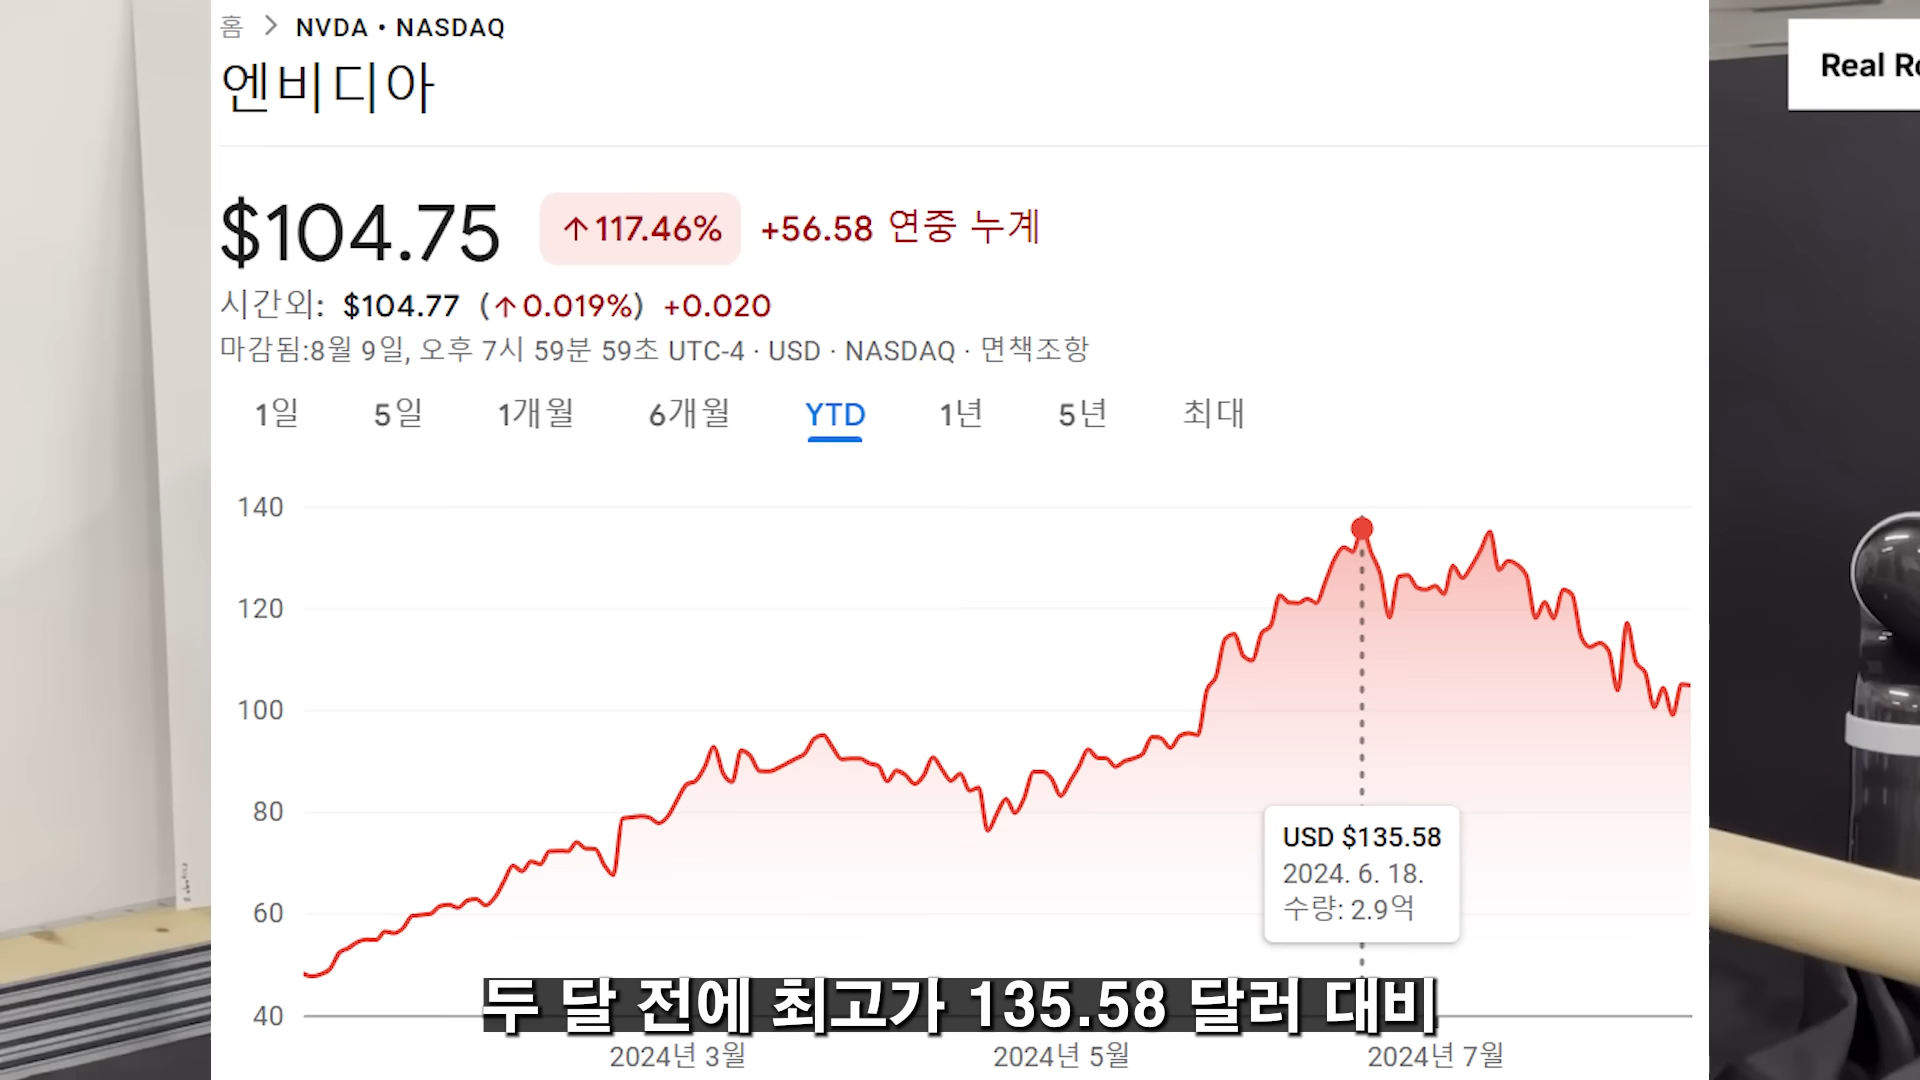 홈 > NVDA • NASDAQ
엔비디아
$104.75 ↑117.46% +56.58 연중 누계
시간외: $104.77 (↑0.019%) +0.020
마감됨:8월 9일, 오후 7시 59분 59초 UTC-4 · USD · NASDAQ · 면책조항
1일 5일 1개월 6개월 YTD 1년 5년 최대
140
120
100
80
60
40
USD $135.58
2024. 6. 18.
수량: 2.9억
두 달 전에 최고가 135.58 달러 대비
2024년 3월 2024년 5월 2024년 7월
Real